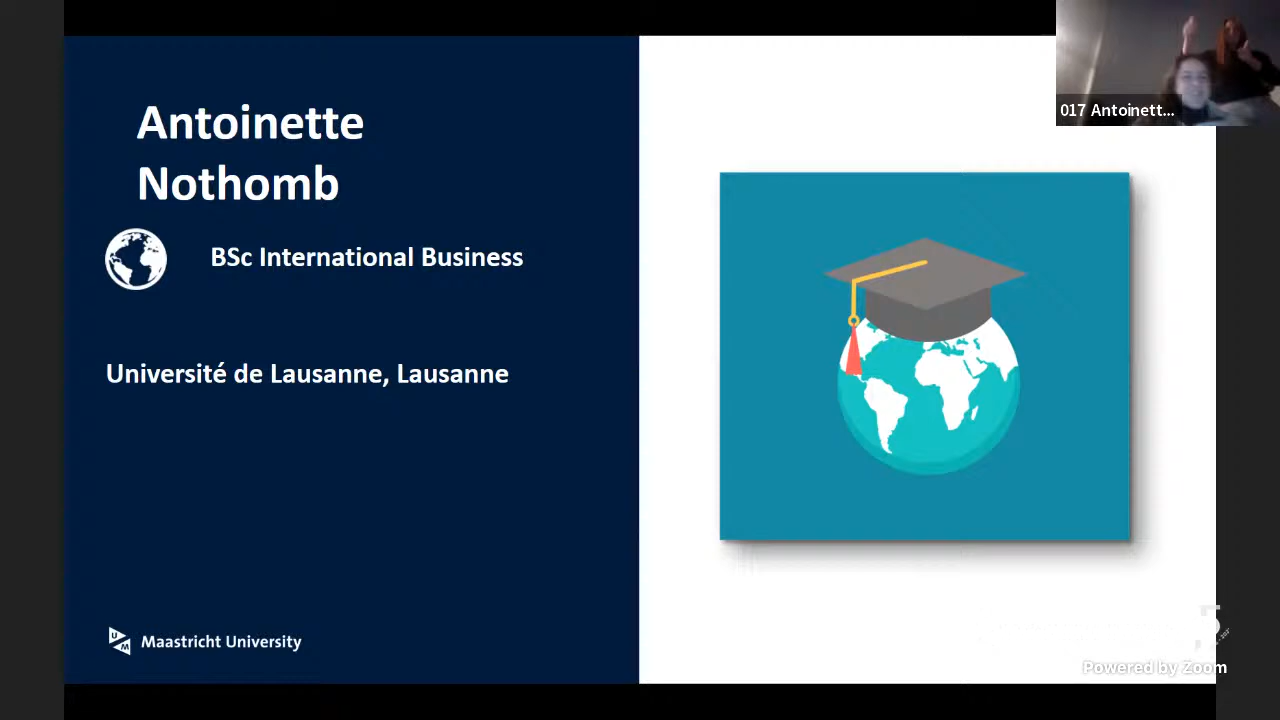 Antoinette
Nothomb
BSc International Business
Université de Lausanne, Lausanne
Maastricht University
017 Antoinett...
Powered by Zoom